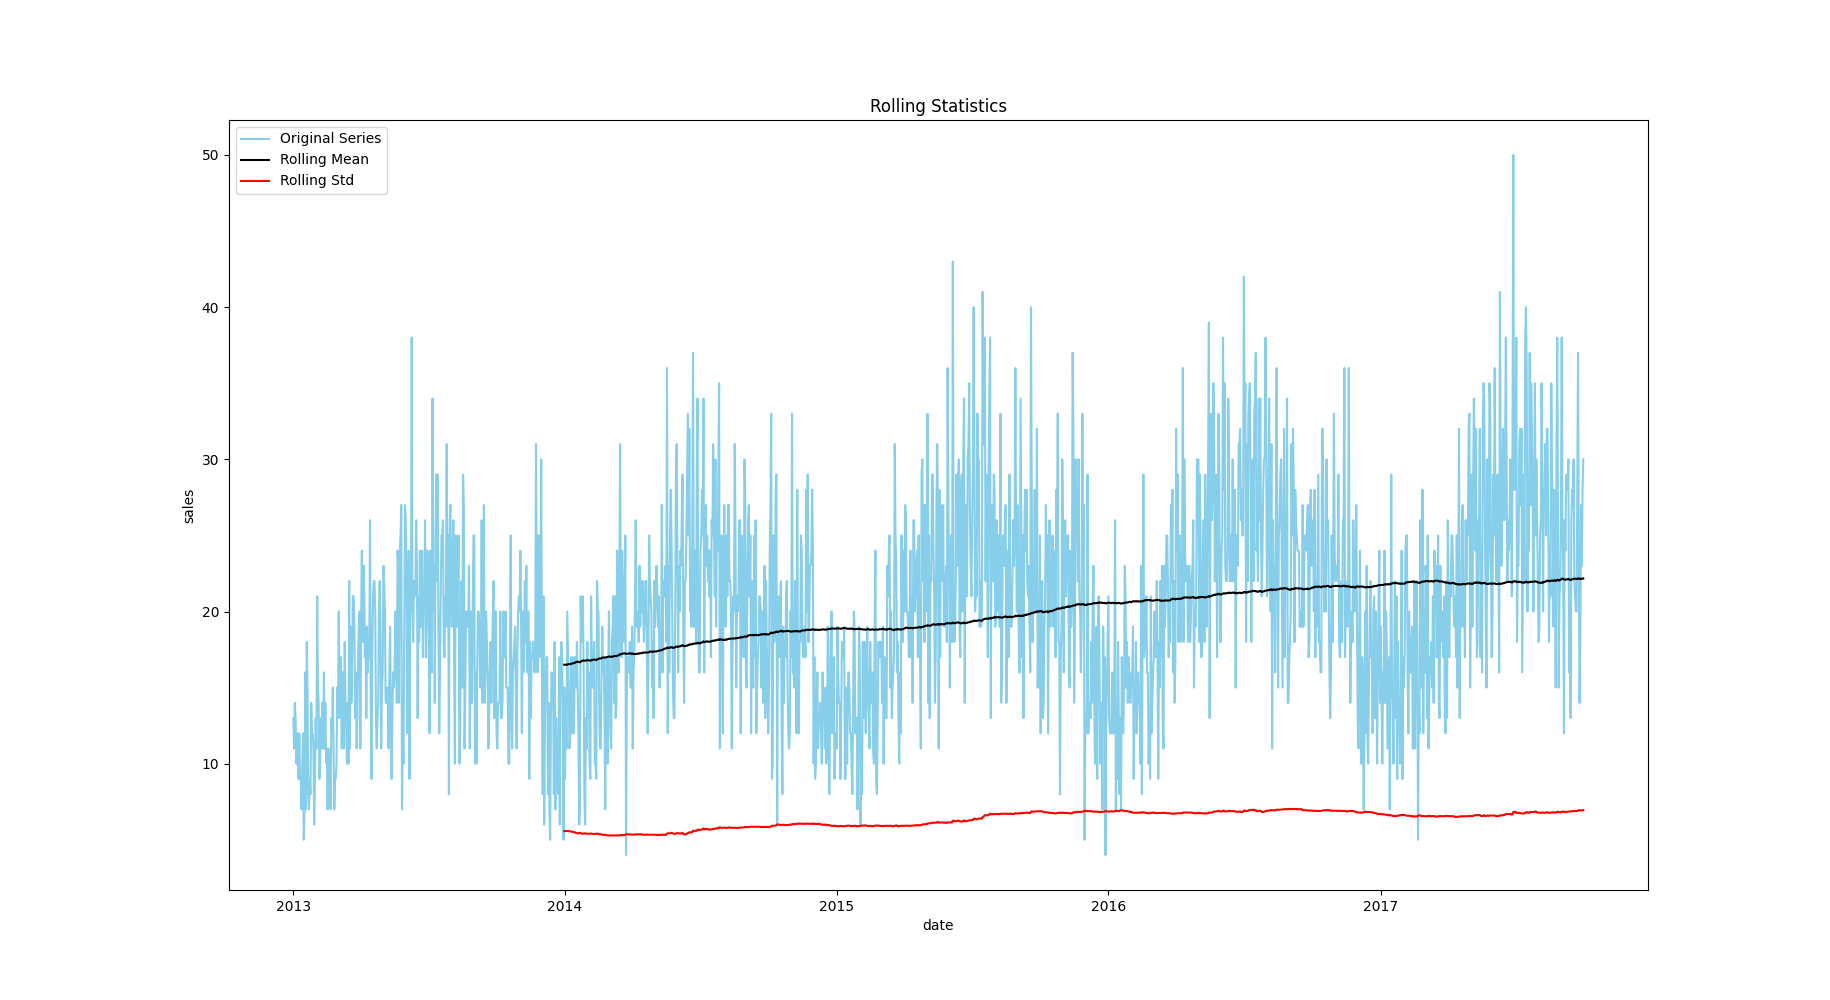 Rolling Statistics
Original Series
Rolling Mean
Rolling Std
50
40
30
20
10
sales
2013 2014 2015 2016 2017
date